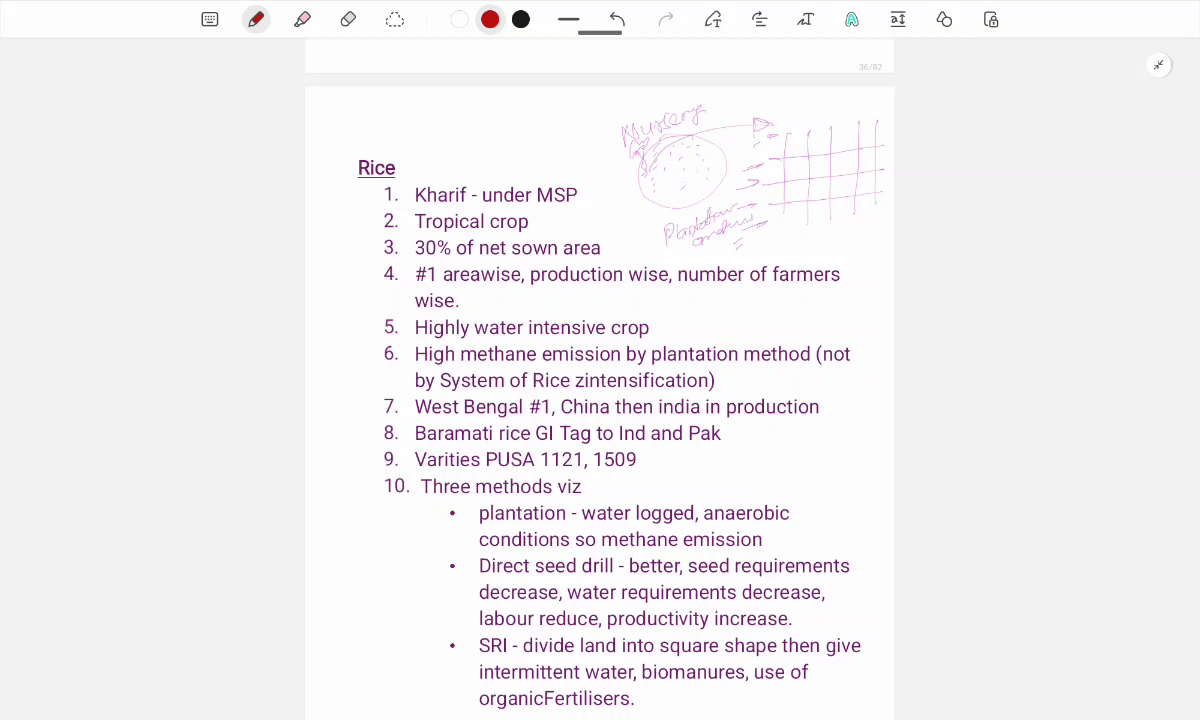 36/82
Nursery
Rice
1. Kharif - under MSP
2. Tropical crop
3. 30% of net sown area
4. #1 areawise, production wise, number of farmers
wise.
5. Highly water intensive crop
6. High methane emission by plantation method (not
by System of Rice zintensification)
7. West Bengal #1, China then india in production
8. Baramati rice GI Tag to Ind and Pak
9. Varities PUSA 1121, 1509
10. Three methods viz
• plantation - water logged, anaerobic
conditions so methane emission
• Direct seed drill - better, seed requirements
decrease, water requirements decrease,
labour reduce, productivity increase.
• SRI - divide land into square shape then give
intermittent water, biomanures, use of
organicFertilisers.